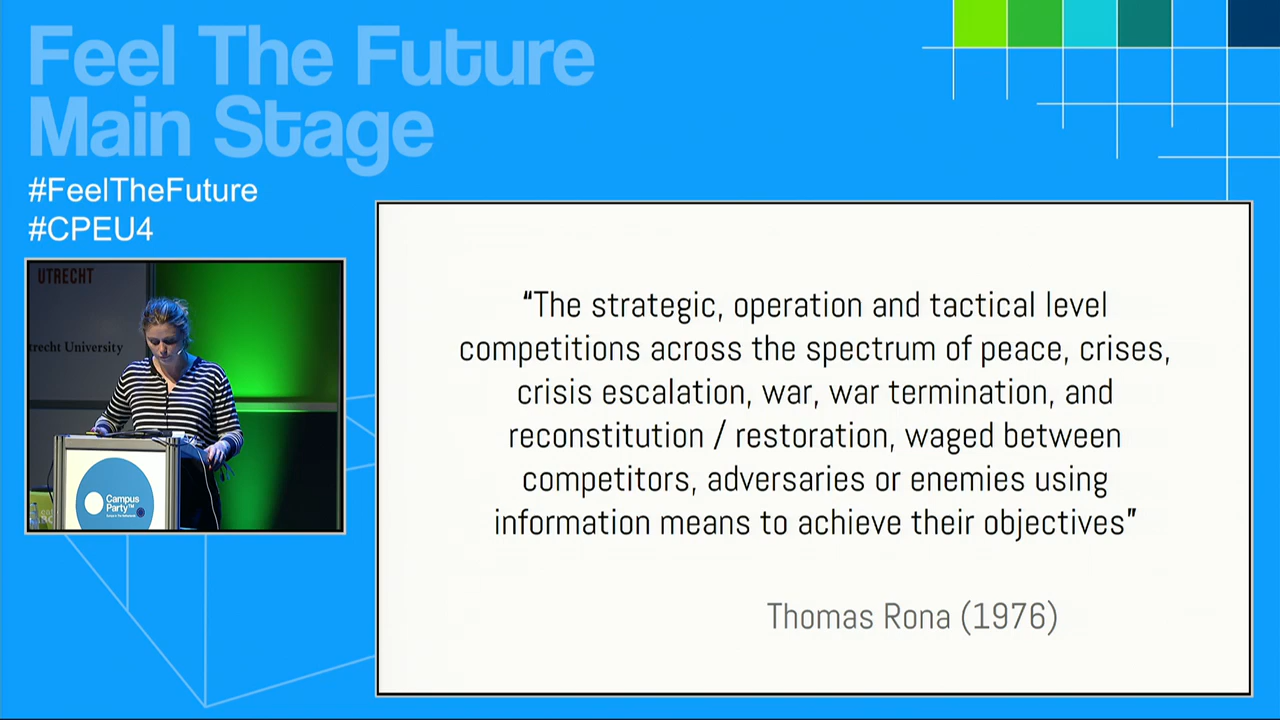 Feel The Future
Main Stage
#FeelTheFuture
#CPEU4
UTRECHT
trecht University
Campus
Party™
“The strategic, operation and tactical level
competitions across the spectrum of peace, crises,
crisis escalation, war, war termination, and
reconstitution / restoration, waged between
competitors, adversaries or enemies using
information means to achieve their objectives”
Thomas Rona (1976)